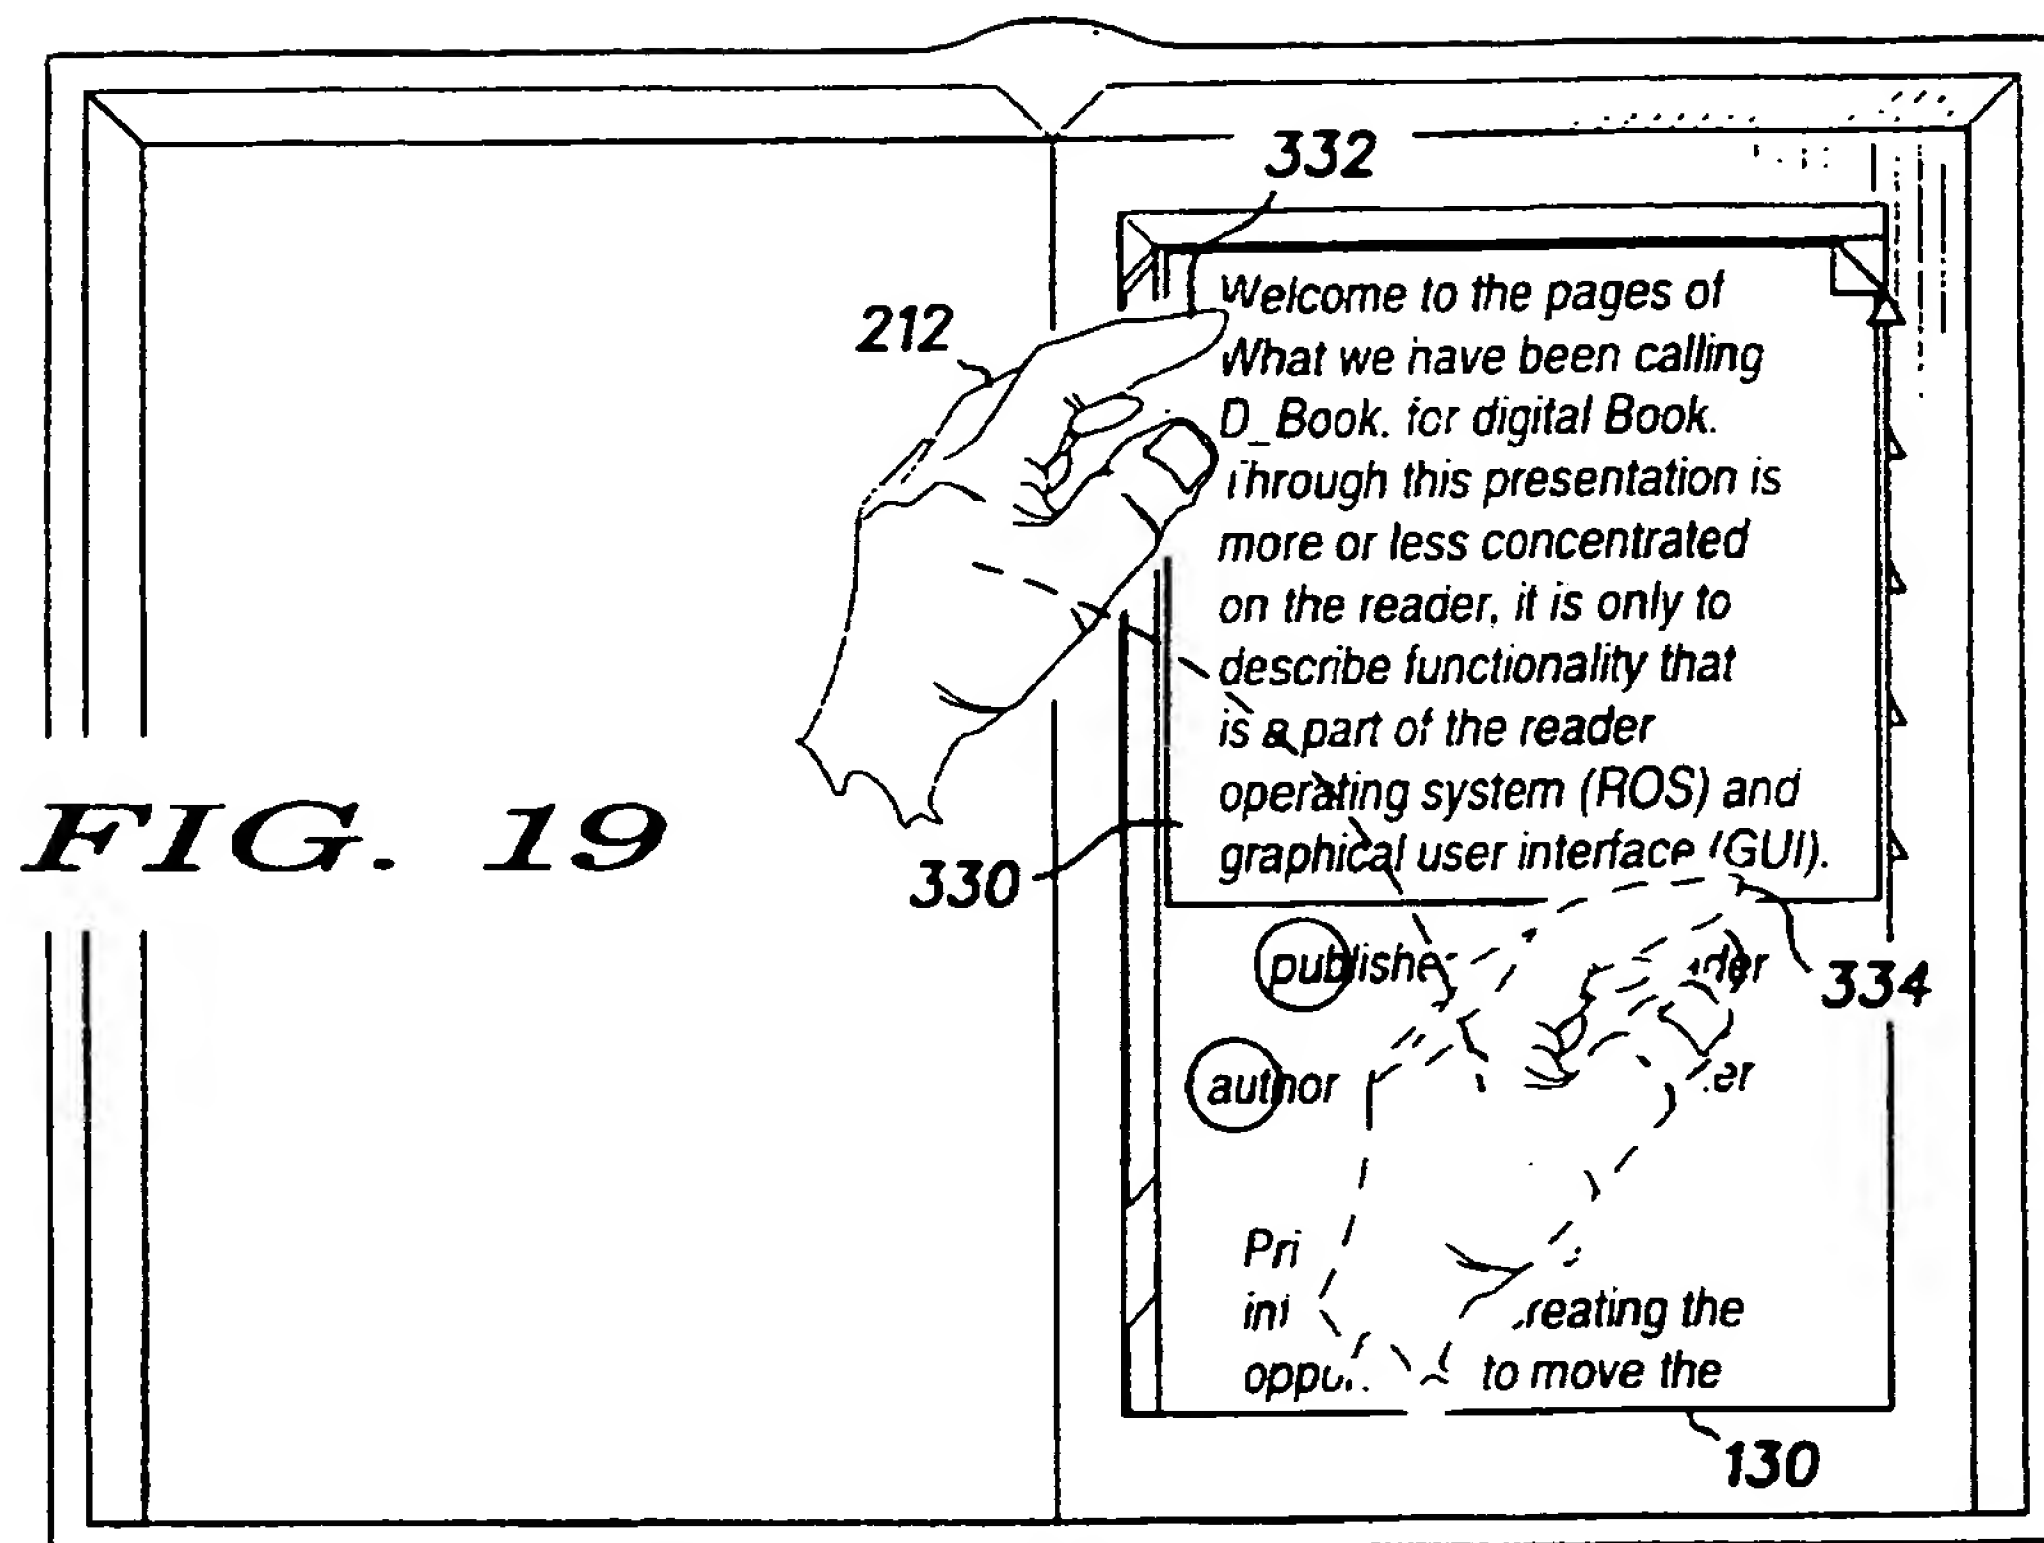 332
212
Welcome to the pages of
What we have been calling
D_Book. for digital Book.
Through this presentation is
more or less concentrated
on the reader, it is only to
describe functionality that
is a part of the reader
operating system (ROS) and
graphical user interface (GUI).
FIG. 19
330
334
author
reating the
to move the
130